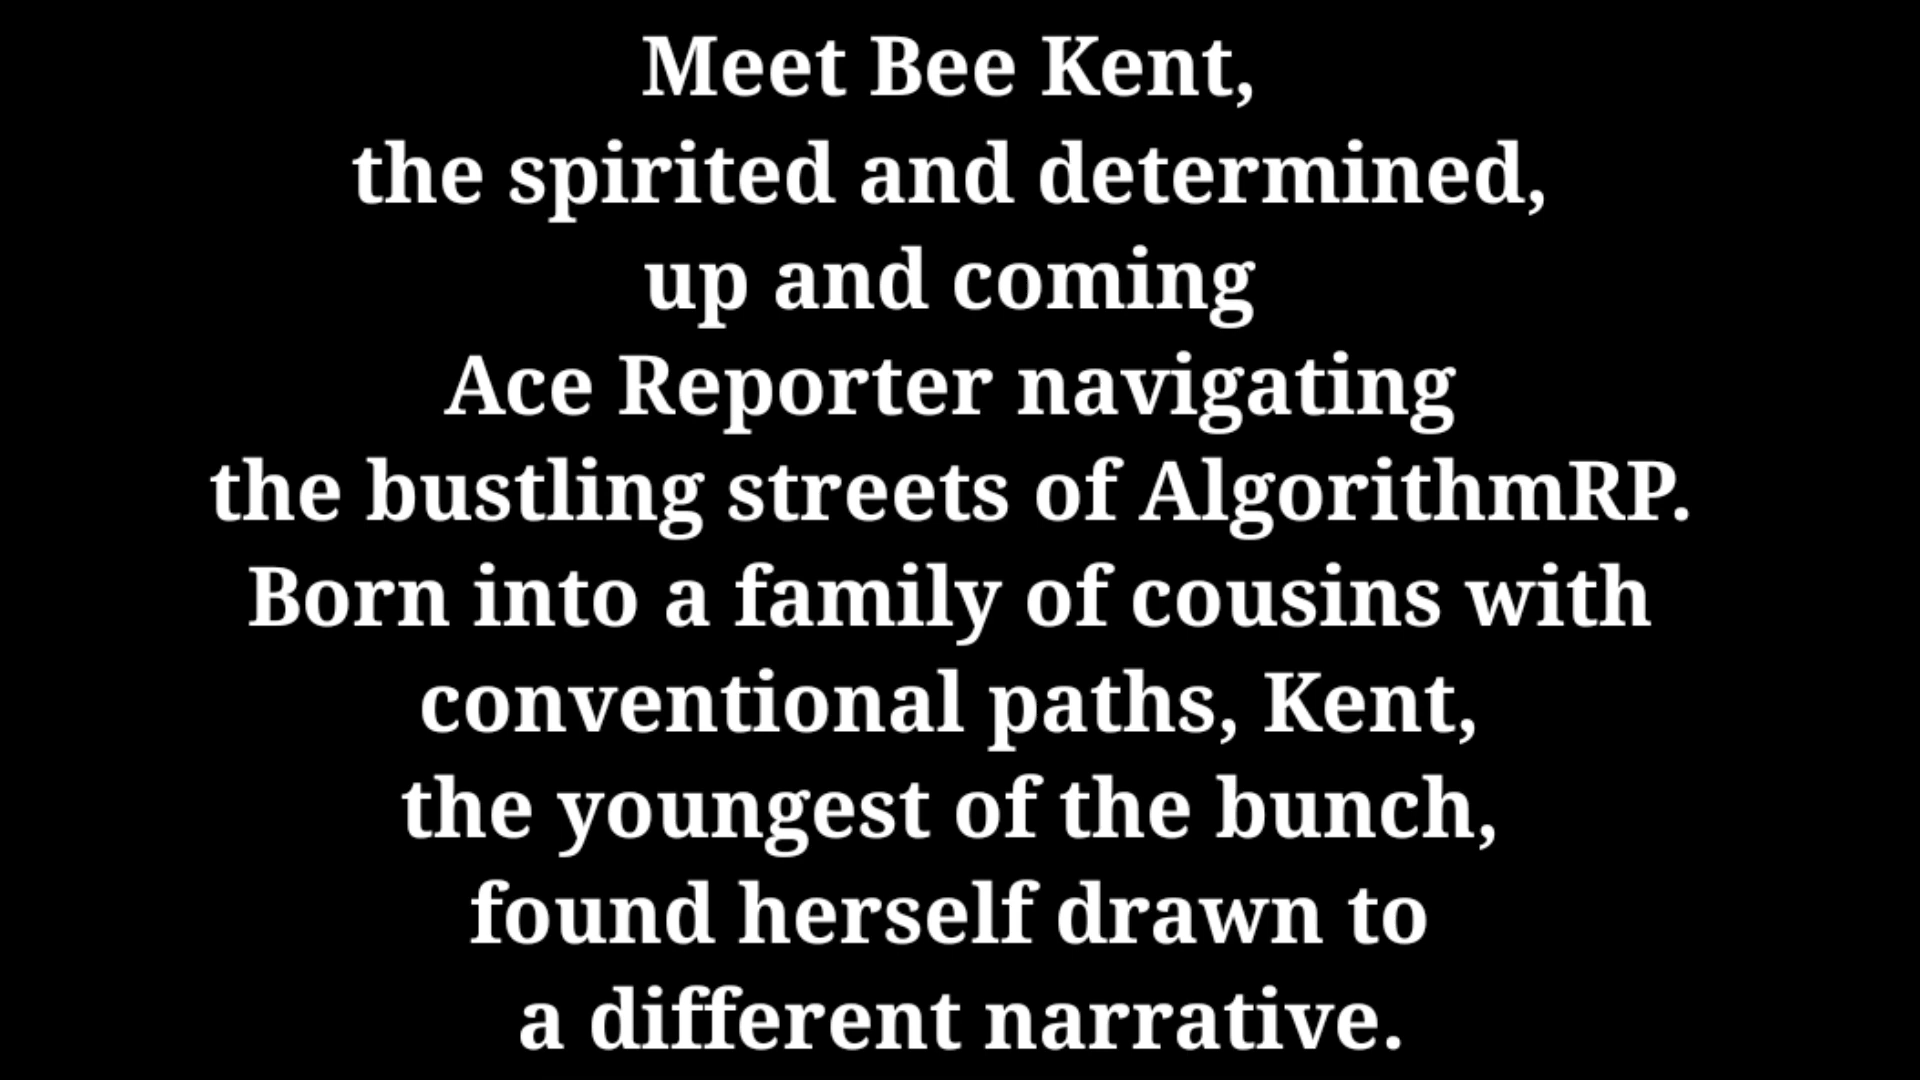 Meet Bee Kent,
the spirited and determined,
up and coming
Ace Reporter navigating
the bustling streets of AlgorithmRP.
Born into a family of cousins with
conventional paths, Kent,
the youngest of the bunch,
found herself drawn to
a different narrative.